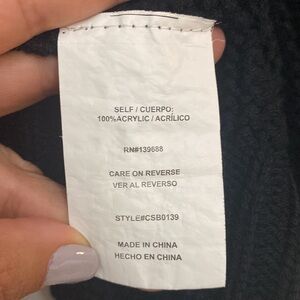 SELF / CUERPO:
100%ACRYLIC / ACRÍLICO
RN#139688
CARE ON REVERSE
VER AL REVERSO
STYLE#CSB0139
MADE IN CHINA
HECHO EN CHINA